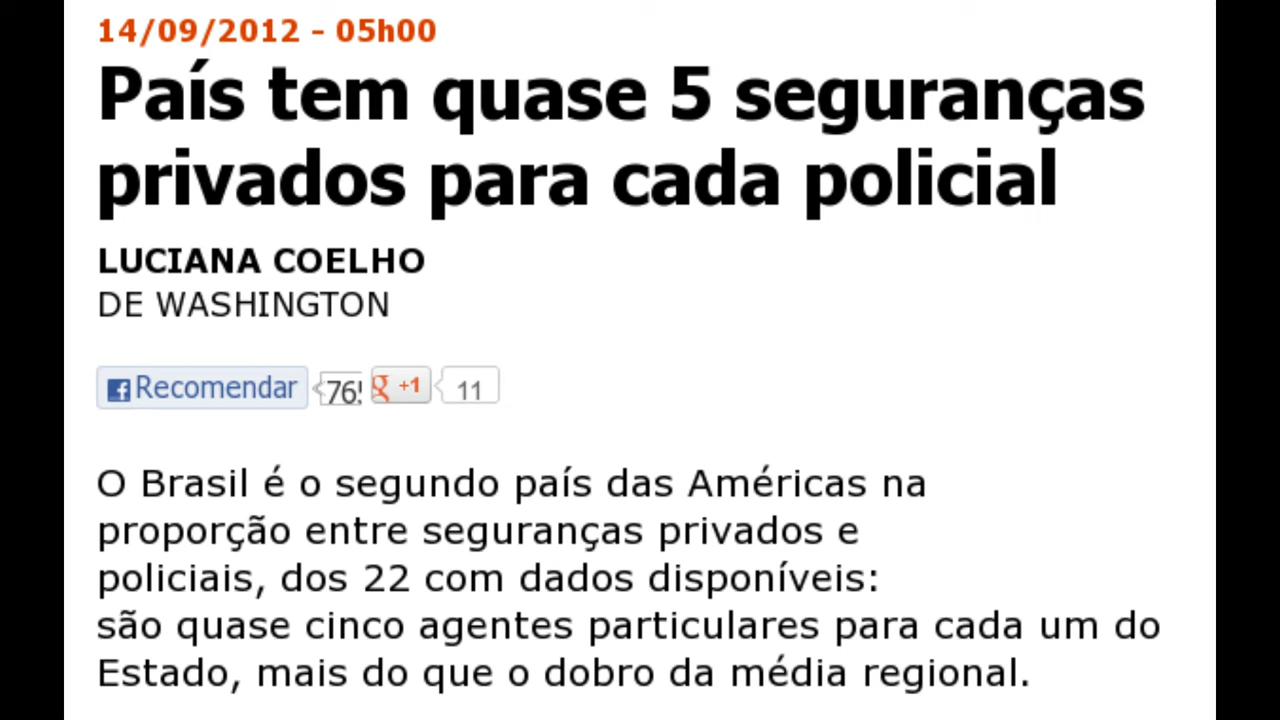 14/09/2012 - 05h00
País tem quase 5 seguranças
privados para cada policial
LUCIANA COELHO
DE WASHINGTON
Recomendar 76! +1 11
O Brasil é o segundo país das Américas na
proporção entre seguranças privados e
policiais, dos 22 com dados disponíveis:
são quase cinco agentes particulares para cada um do
Estado, mais do que o dobro da média regional.